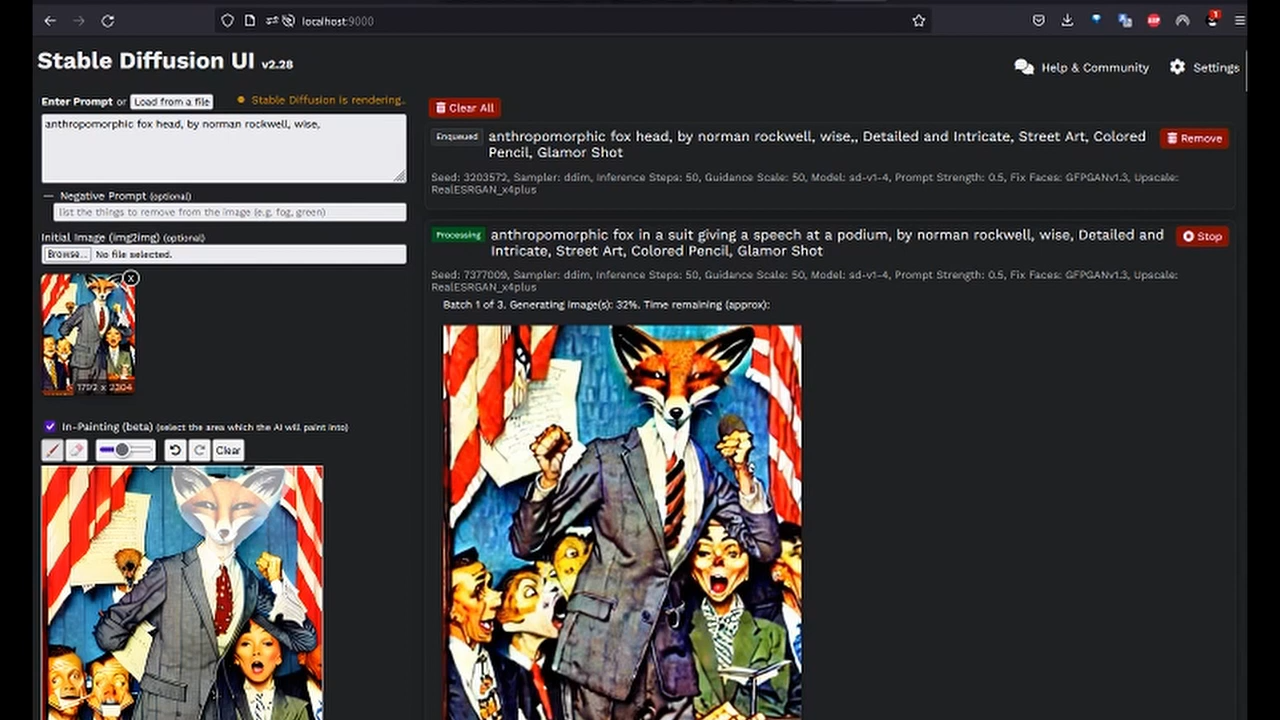 localhost:9000
1
Stable Diffusion UI v2.28
Help & Community
Settings
Enter Prompt or Load from a file
Stable Diffusion is rendering..
anthropomorphic fox head, by norman rockwell, wise,
Negative Prompt (optional)
list the things to remove from the image (e.g. fog, green)
Initial Image (img2img) (optional)
Browse... No file selected.
X
1792 x 2304
In-Painting (beta) (select the area which the AI will paint into)
Clear
Clear All
Enqueued
anthropomorphic fox head, by norman rockwell, wise,, Detailed and Intricate, Street Art, Colored
Pencil, Glamor Shot
Remove
Seed: 3203572, Sampler: ddim, Inference Steps: 50, Guidance Scale: 50, Model: sd-v1-4, Prompt Strength: 0.5, Fix Faces: GFPGANv1.3, Upscale:
RealESRGAN_x4plus
Processing
anthropomorphic fox in a suit giving a speech at a podium, by norman rockwell, wise, Detailed and
Intricate, Street Art, Colored Pencil, Glamor Shot
Stop
Seed: 7377009, Sampler: ddim, Inference Steps: 50, Guidance Scale: 50, Model: sd-v1-4, Prompt Strength: 0.5, Fix Faces: GFPGANv1.3, Upscale:
RealESRGAN_x4plus
Batch 1 of 3. Generating image(s): 32%. Time remaining (approx):